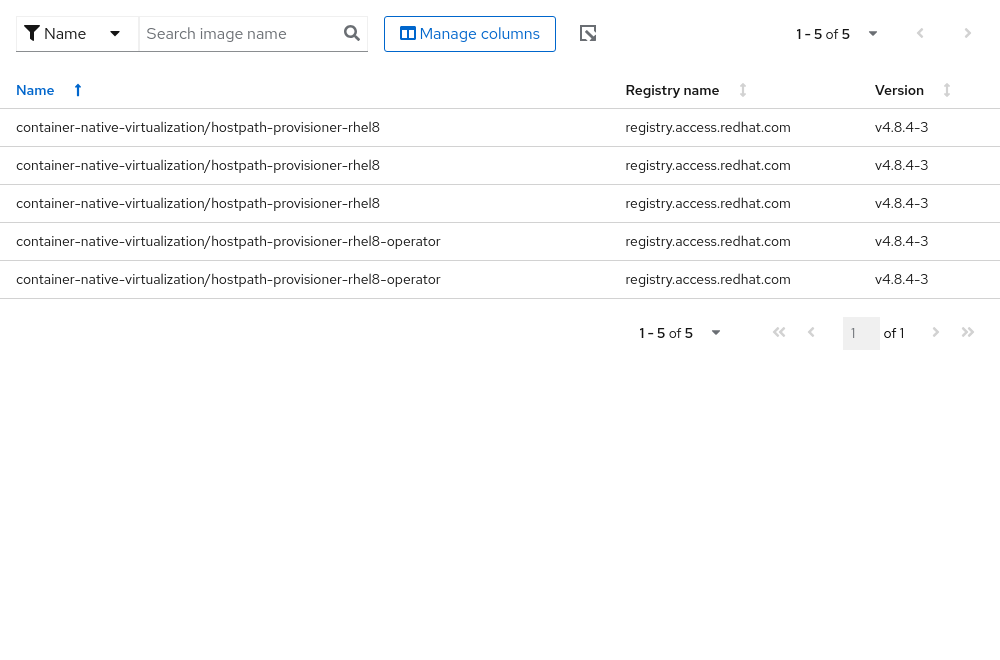 Name Search image name Manage columns 1 - 5 of 5
Name Registry name Version
container-native-virtualization/hostpath-provisioner-rhel8 registry.access.redhat.com v4.8.4-3
container-native-virtualization/hostpath-provisioner-rhel8 registry.access.redhat.com v4.8.4-3
container-native-virtualization/hostpath-provisioner-rhel8 registry.access.redhat.com v4.8.4-3
container-native-virtualization/hostpath-provisioner-rhel8-operator registry.access.redhat.com v4.8.4-3
container-native-virtualization/hostpath-provisioner-rhel8-operator registry.access.redhat.com v4.8.4-3
1 - 5 of 5 1 of 1